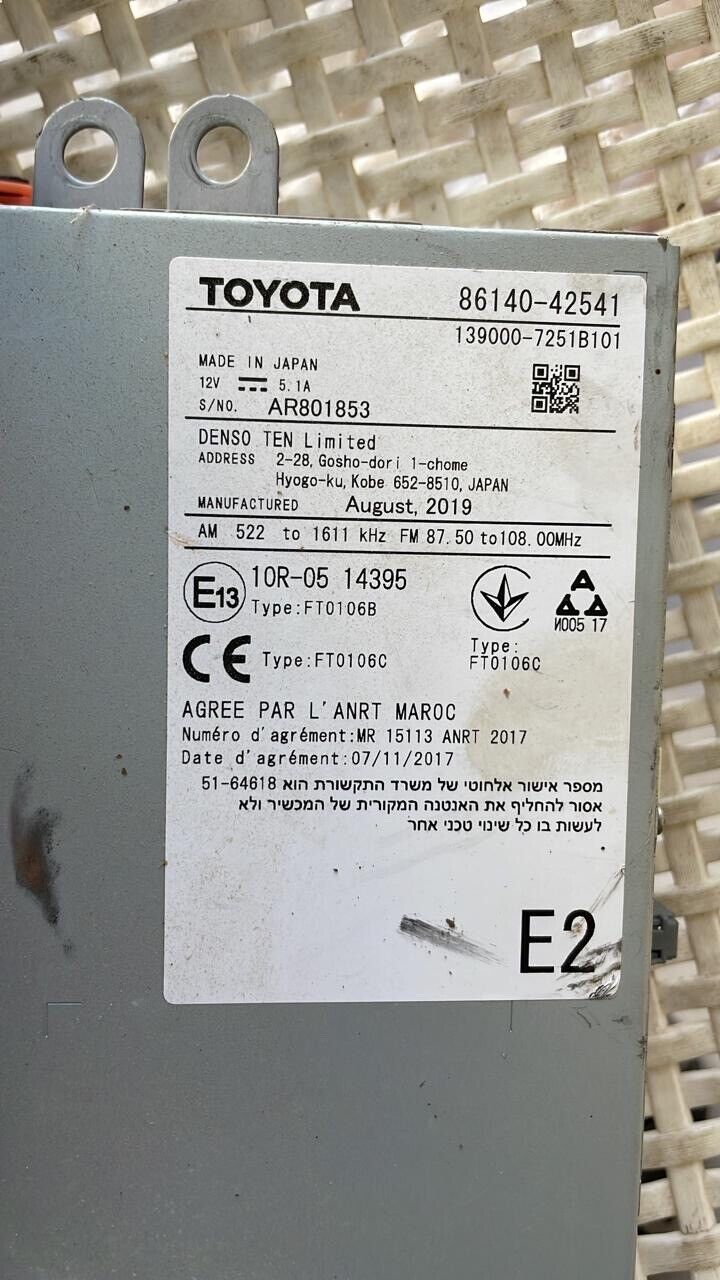 TOYOTA 86140-42541
139000-7251B101
MADE IN JAPAN
12V 5.1A
S/NO. AR801853
DENSO TEN Limited
ADDRESS 2-28, Gosho-dori 1-chome
Hyogo-ku, Kobe 652-8510, JAPAN
MANUFACTURED August, 2019
AM 522 to 1611 kHz FM 87.50 to108.00MHz
E13 10R-05 14395
Type:FT0106B
A
И005 17
CE Type:FT0106C
Type:
FT0106C
AGREE PAR L'ANRT MAROC
Numéro d'agrément:MR 15113 ANRT 2017
Date d'agrément:07/11/2017
מספר אישור אלחוטי של משרד התקשורת הוא 51-64618
אסור להחליף את האנטנה המקורית של המכשיר ולא
לעשות בו כל שינוי טכני אחר
E2